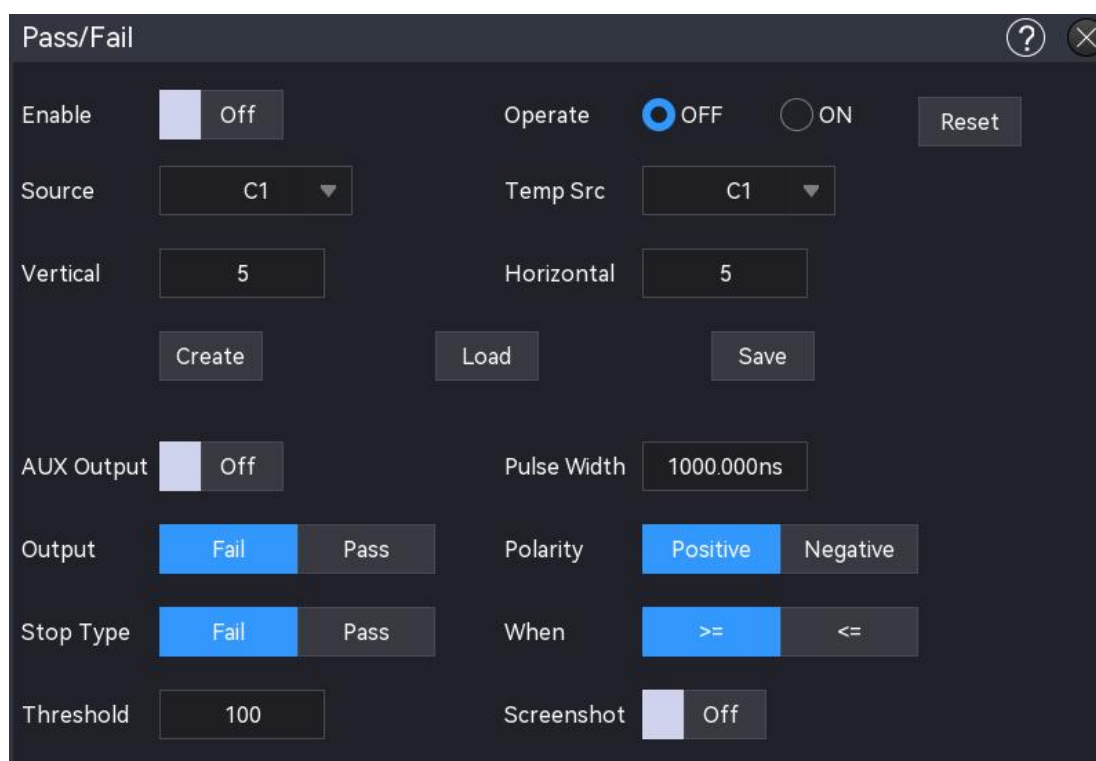 Pass/Fail ?
Enable Off Operate OFF ON Reset
Source C1 Temp Src C1
Vertical 5 Horizontal 5
Create Load Save
AUX Output Off Pulse Width 1000.000ns
Output Fail Pass Polarity Positive Negative
Stop Type Fail Pass When >= <=
Threshold 100 Screenshot Off